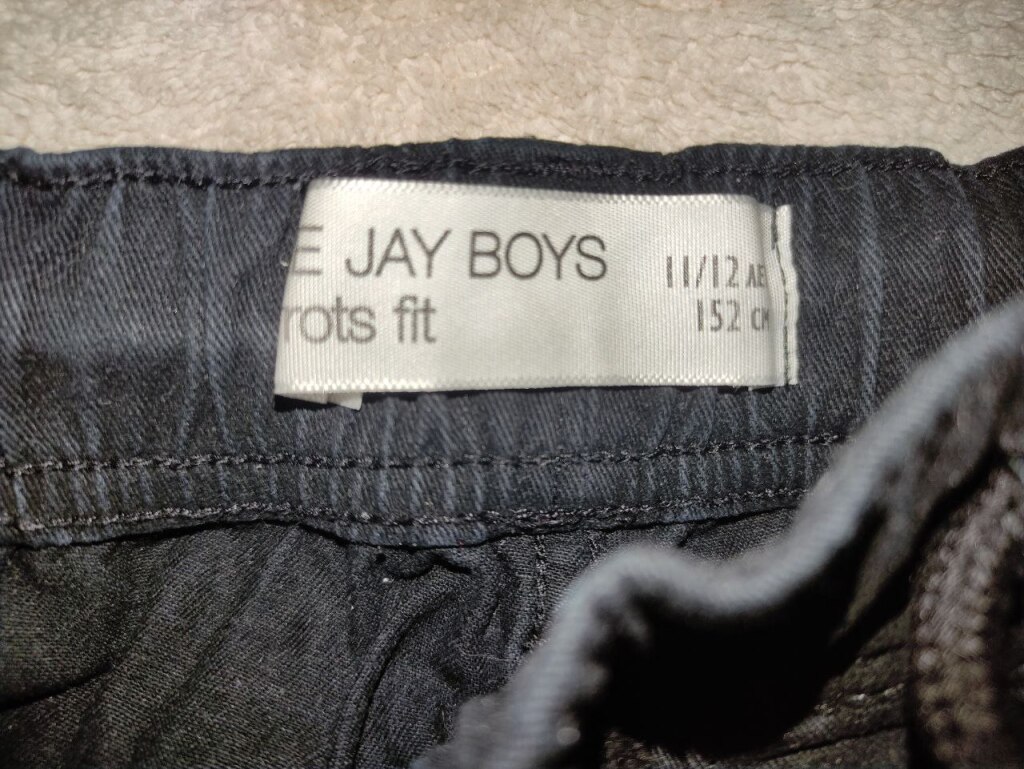 E JAY BOYS
rots fit
11/12 AE
152 CM